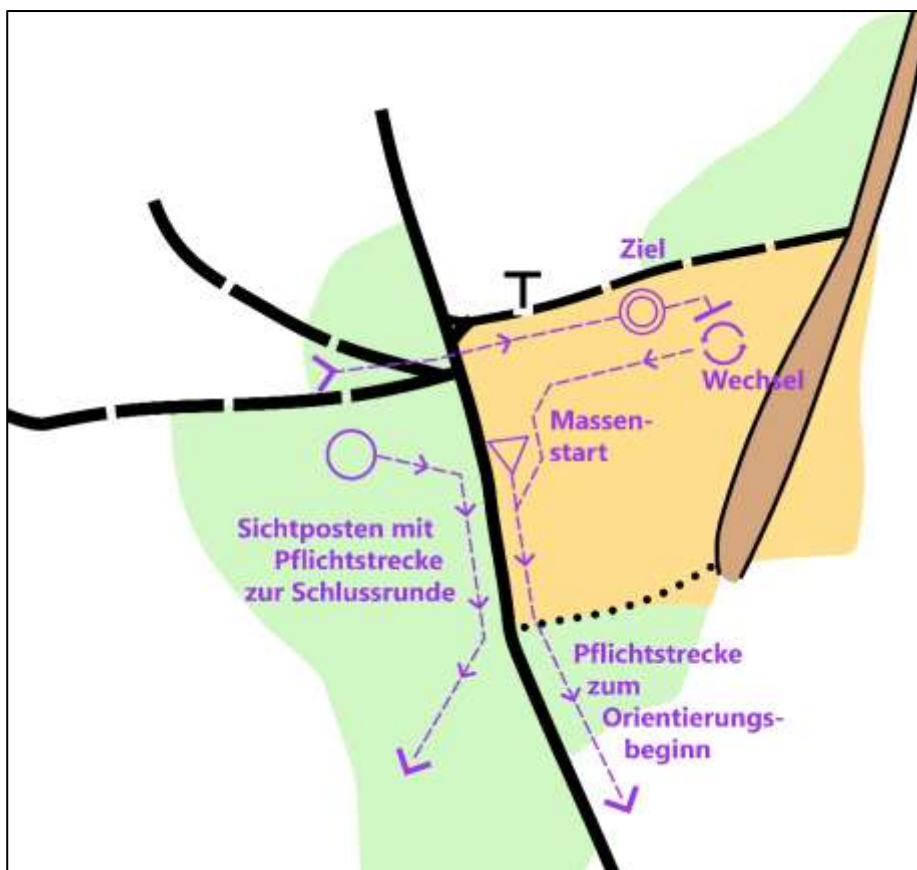 Ziel
Wechsel
Massen-
start
Sichtposten mit
Pflichtstrecke
zur Schlussrunde
Pflichtstrecke
zum
Orientierungs-
beginn